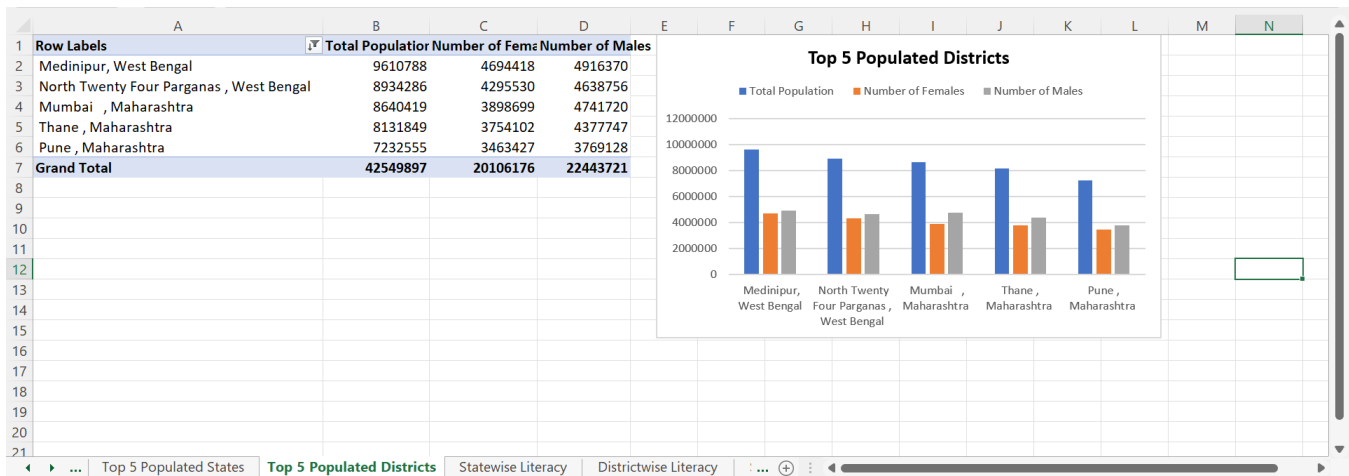 A B C D E F G H I J K L M N
1 Row Labels Total Population Number of Fema Number of Males
2 Medinipur, West Bengal 9610788 4694418 4916370
3 North Twenty Four Parganas , West Bengal 8934286 4295530 4638756
4 Mumbai , Maharashtra 8640419 3898699 4741720
5 Thane , Maharashtra 8131849 3754102 4377747
6 Pune , Maharashtra 7232555 3463427 3769128
7 Grand Total 42549897 20106176 22443721
8
9
10
11
12
13
14
15
16
17
18
19
20
21
Top 5 Populated Districts
Total Population Number of Females Number of Males
12000000
10000000
8000000
6000000
4000000
2000000
0
Medinipur, North Twenty Mumbai , Thane , Pune ,
West Bengal Four Parganas , Maharashtra Maharashtra Maharashtra
West Bengal
... Top 5 Populated States Top 5 Populated Districts Statewise Literacy Districtwise Literacy ...